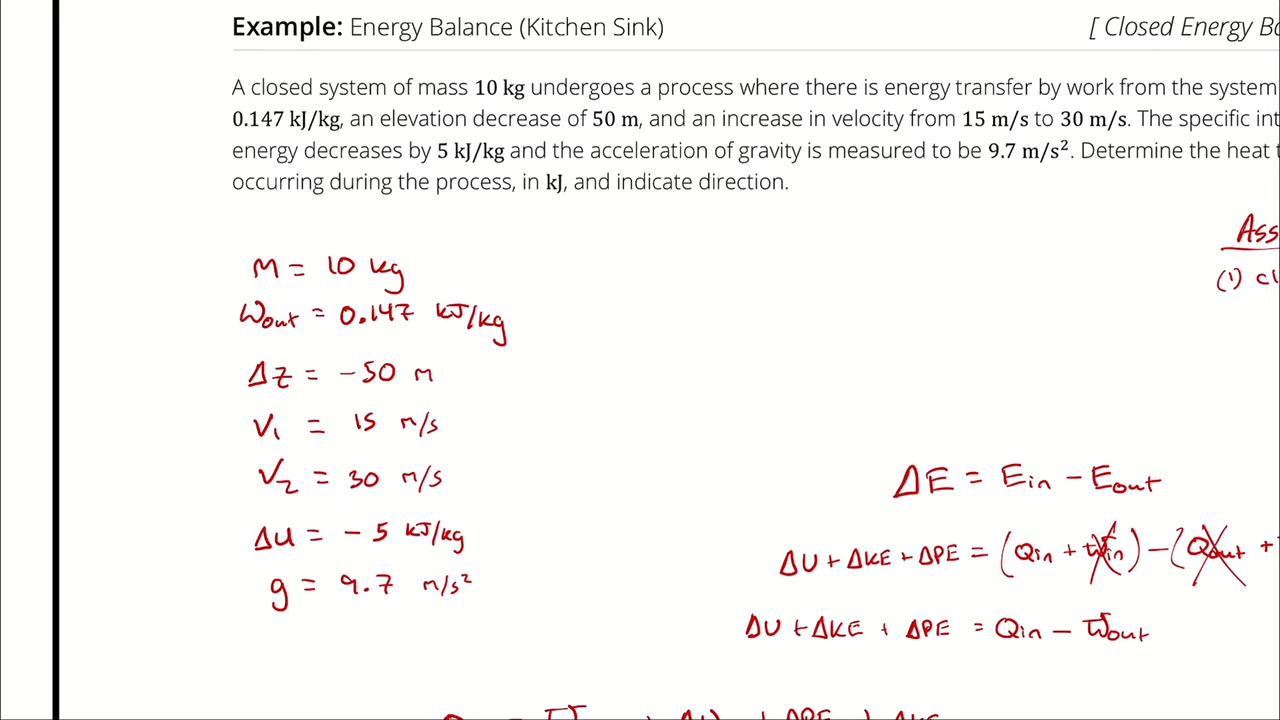 Example: Energy Balance (Kitchen Sink)
[ Closed Energy Ba
A closed system of mass 10 kg undergoes a process where there is energy transfer by work from the system
0.147 kJ/kg, an elevation decrease of 50 m, and an increase in velocity from 15 m/s to 30 m/s. The specific int
energy decreases by 5 kJ/kg and the acceleration of gravity is measured to be 9.7 m/s². Determine the heat t
occurring during the process, in kJ, and indicate direction.
Ass
(1) cl
m = 10 kg
Wout = 0.147 kJ/kg
ΔZ = -50 m
V1 = 15 m/s
V2 = 30 m/s
Δu = -5 kJ/kg
g = 9.7 m/s²
ΔE = Ein - Eout
ΔU + ΔKE + ΔPE = (Qin + Win) - (Qout +
ΔU + ΔKE + ΔPE = Qin - Wout